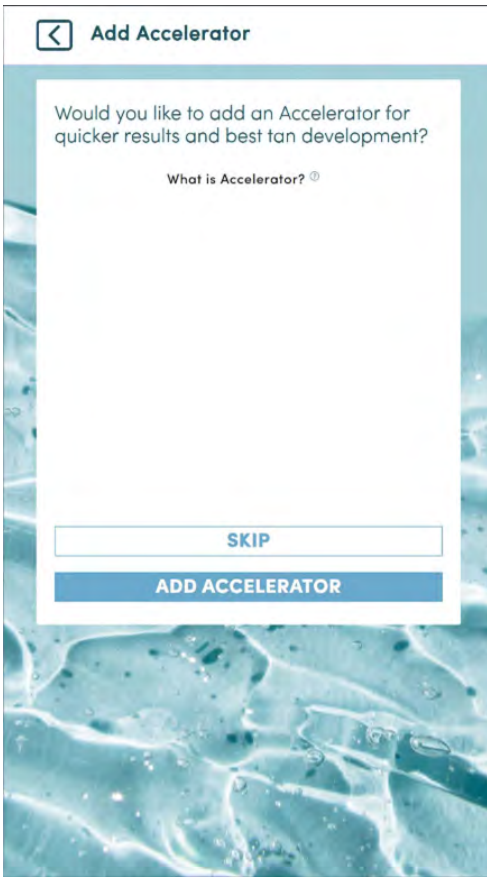 Add Accelerator
Would you like to add an Accelerator for
quicker results and best tan development?
What is Accelerator? ?
SKIP
ADD ACCELERATOR